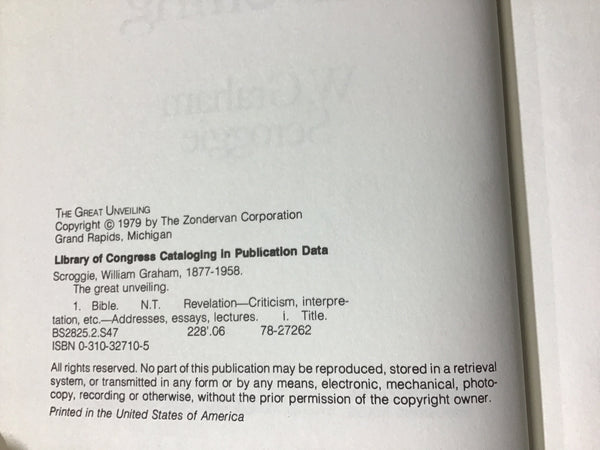 THE GREAT UNVEILING
Copyright © 1979 by The Zondervan Corporation
Grand Rapids, Michigan
Library of Congress Cataloging in Publication Data
Scroggie, William Graham, 1877-1958.
The great unveiling.
1. Bible. N.T. Revelation—Criticism, interpre-
tation, etc.—Addresses, essays, lectures. I. Title.
BS2825.2.S47 228'.06 78-27262
ISBN 0-310-32710-5
All rights reserved. No part of this publication may be reproduced, stored in a retrieval
system, or transmitted in any form or by any means, electronic, mechanical, photo-
copy, recording or otherwise, without the prior permission of the copyright owner.
Printed in the United States of America